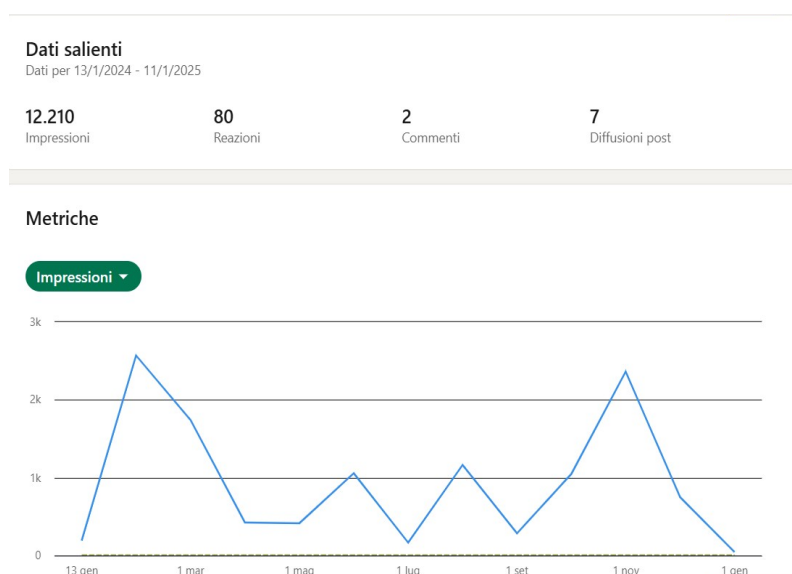 Dati salienti
Dati per 13/1/2024 - 11/1/2025
12.210 80 2 7
Impressioni Reazioni Commenti Diffusioni post
Metriche
Impressioni
3k
2k
1k
0
13 gen 1 mar 1 mag 1 lug 1 set 1 nov 1 gen